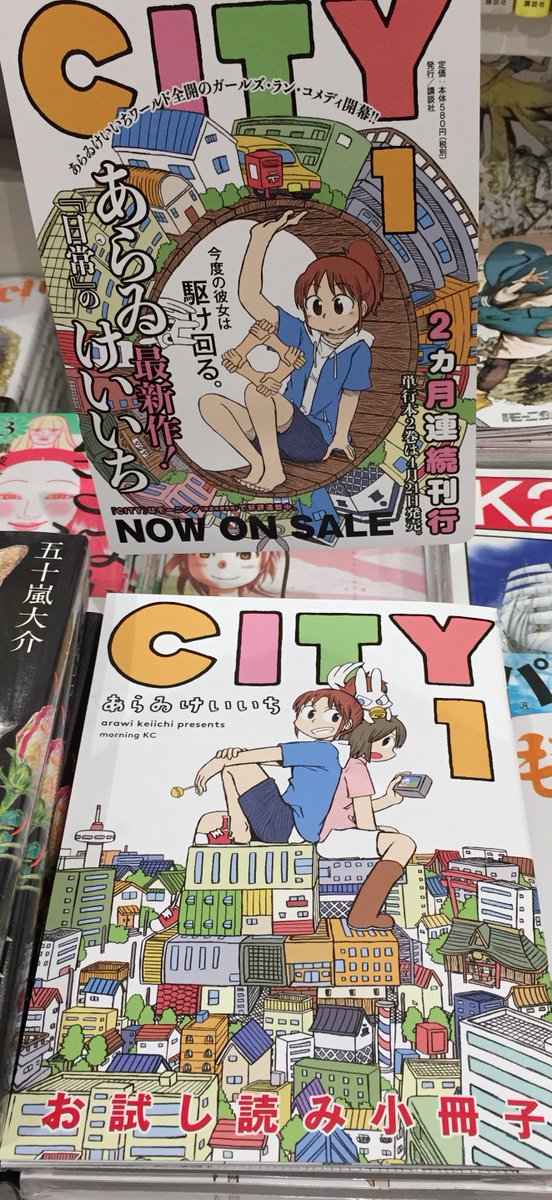 CITY
1
定価：本体580円(税別)
発行／講談社
あらゐけいいちワールド全開のガールズ・ラン・コメディ開幕!!
『日常』の
あらゐけいいち
最新作！
今度の彼女は
駆け回る。
2カ月連続刊行
単行本2巻は4月21日発売
NOW ON SALE
五十嵐大介
3
K2
CITY
1
あらゐけいいち
arawi keiichi presents
morning KC
お試し読み小冊子